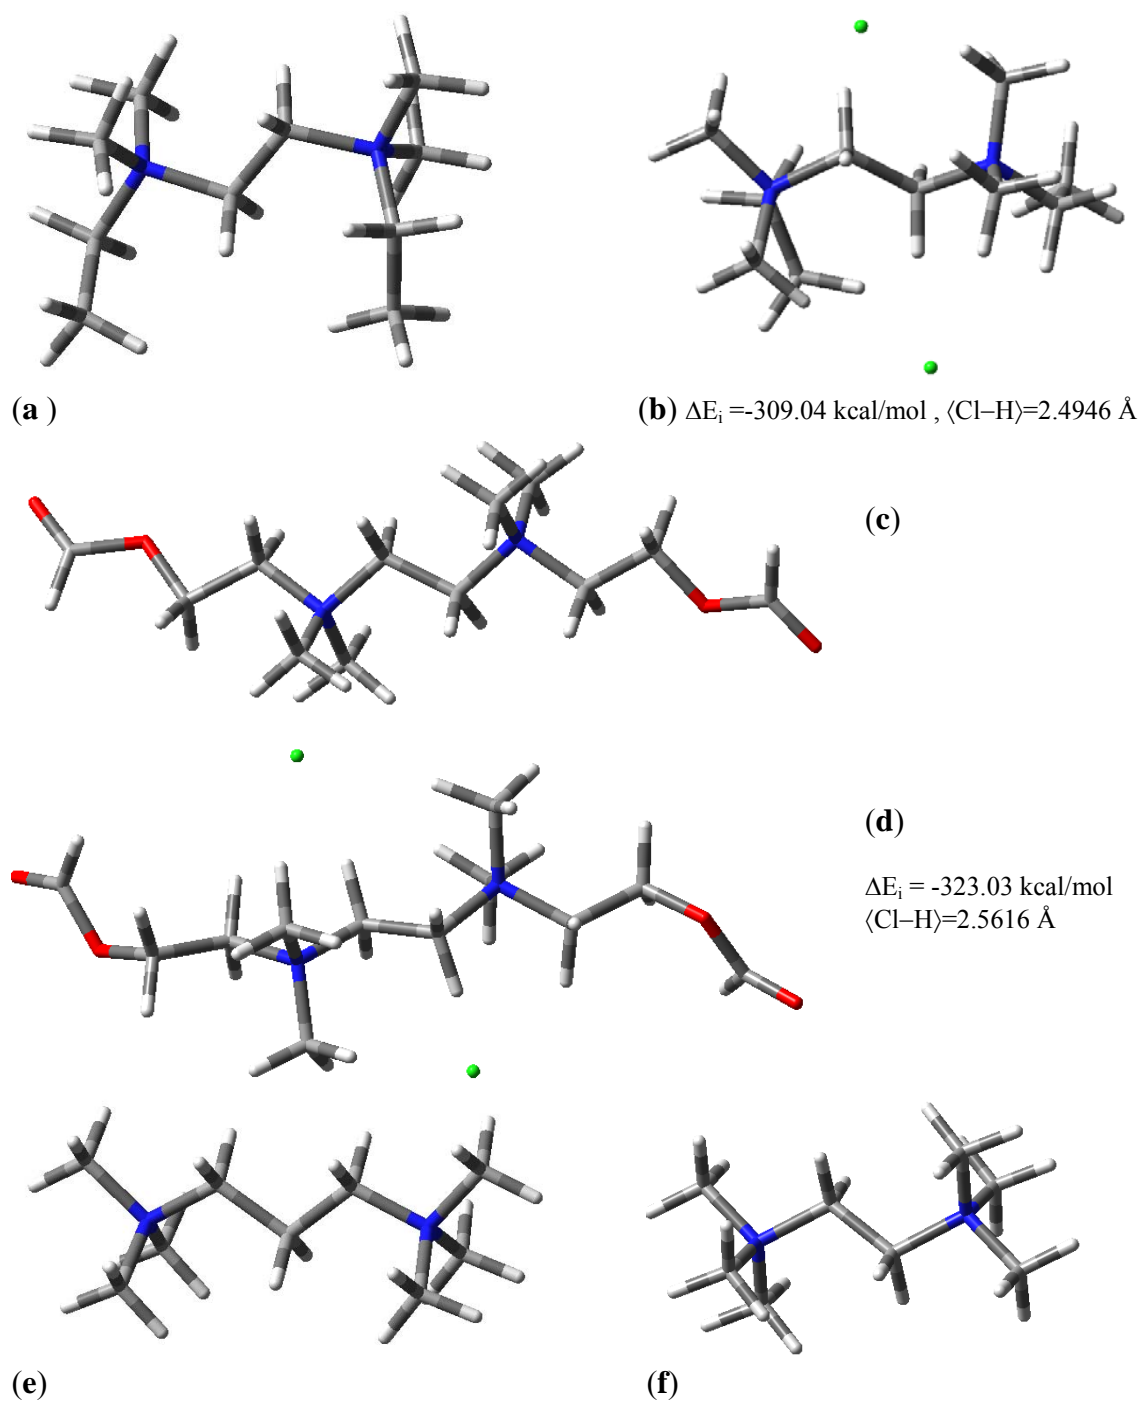 (a )
(b) ΔEi =-309.04 kcal/mol , ⟨Cl–H⟩=2.4946 Å
(c)
(d)
ΔEi = -323.03 kcal/mol
⟨Cl–H⟩=2.5616 Å
(e)
(f)